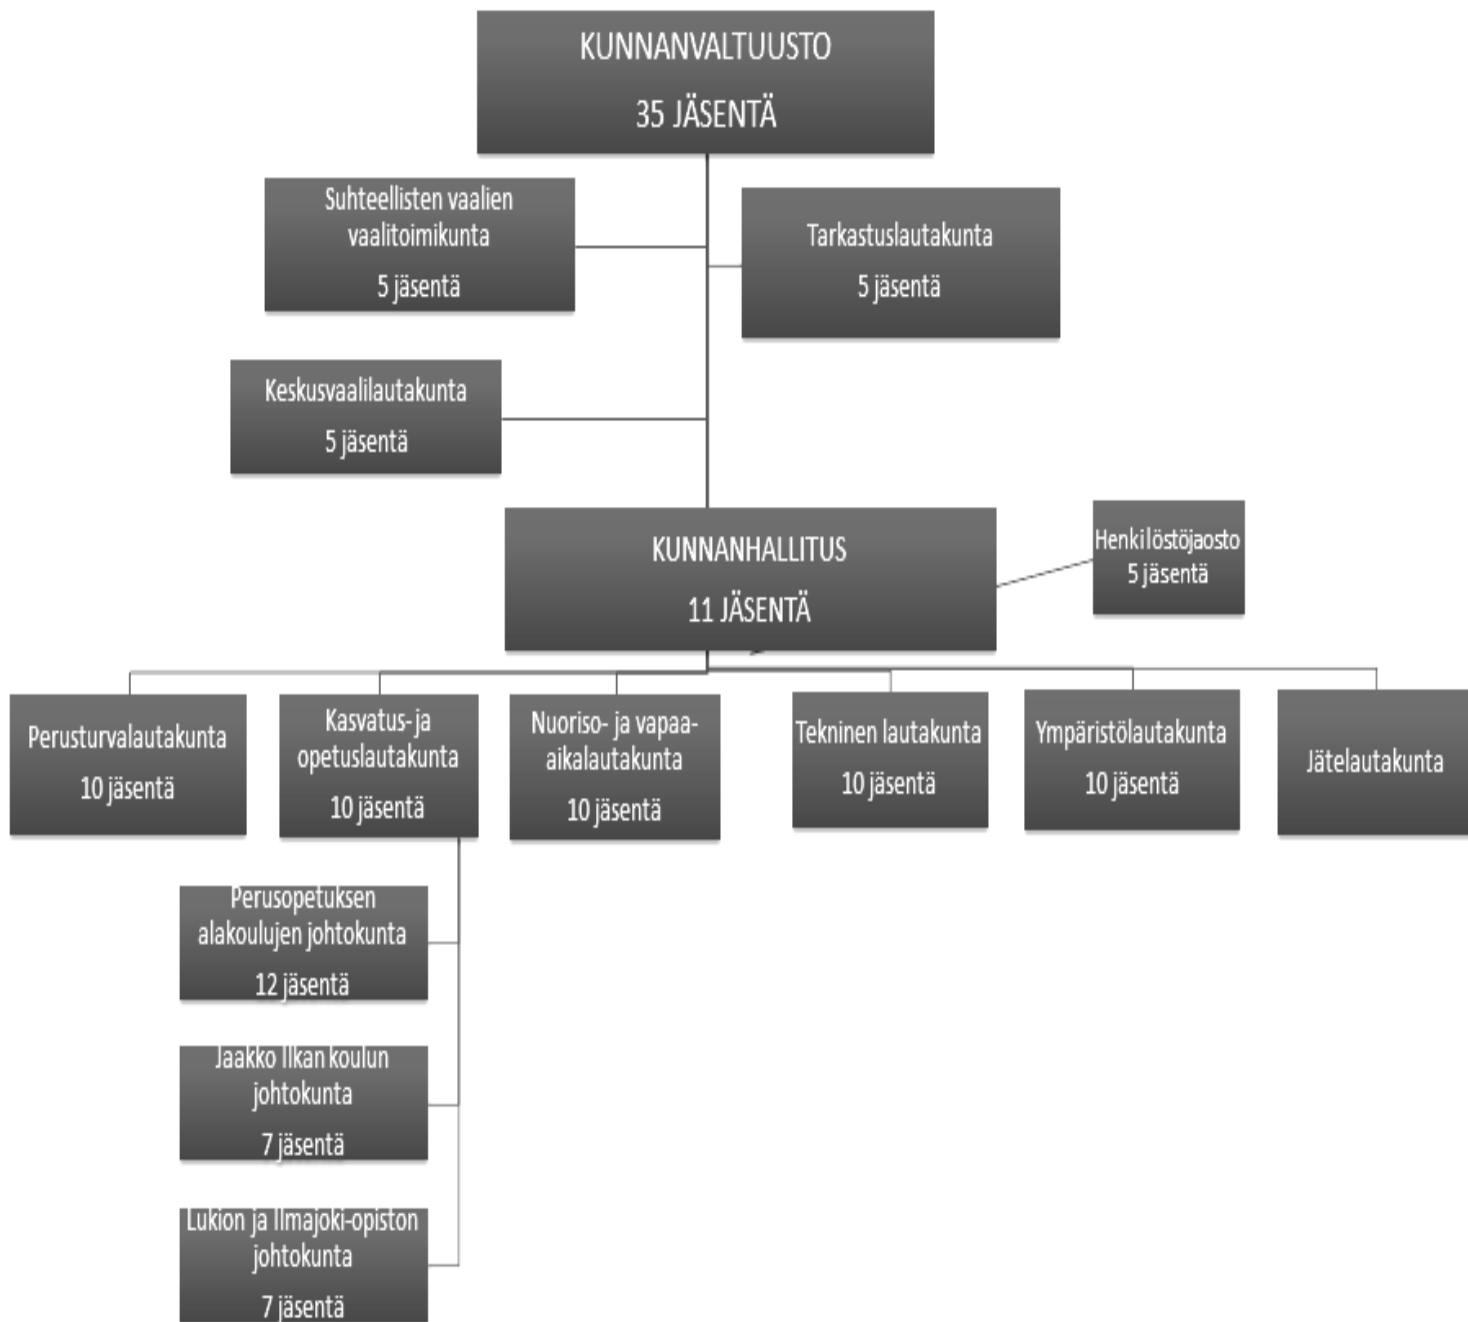 KUNNANVALTUUSTO
35 JÄSENTÄ
Suhteellisten vaalien
vaalitoimikunta
5 jäsentä
Tarkastuslautakunta
5 jäsentä
Keskusvaalilautakunta
5 jäsentä
KUNNANHALLITUS
11 JÄSENTÄ
Henkilöstöjaosto
5 jäsentä
Perusturvalautakunta
10 jäsentä
Kasvatus- ja
opetuslautakunta
10 jäsentä
Nuoriso- ja vapaa-
aikalautakunta
10 jäsentä
Tekninen lautakunta
10 jäsentä
Ympäristölautakunta
10 jäsentä
Jätelautakunta
Perusopetuksen
alakoulujen johtokunta
12 jäsentä
Jaakko Ilkan koulun
johtokunta
7 jäsentä
Lukion ja Ilmajoki-opiston
johtokunta
7 jäsentä